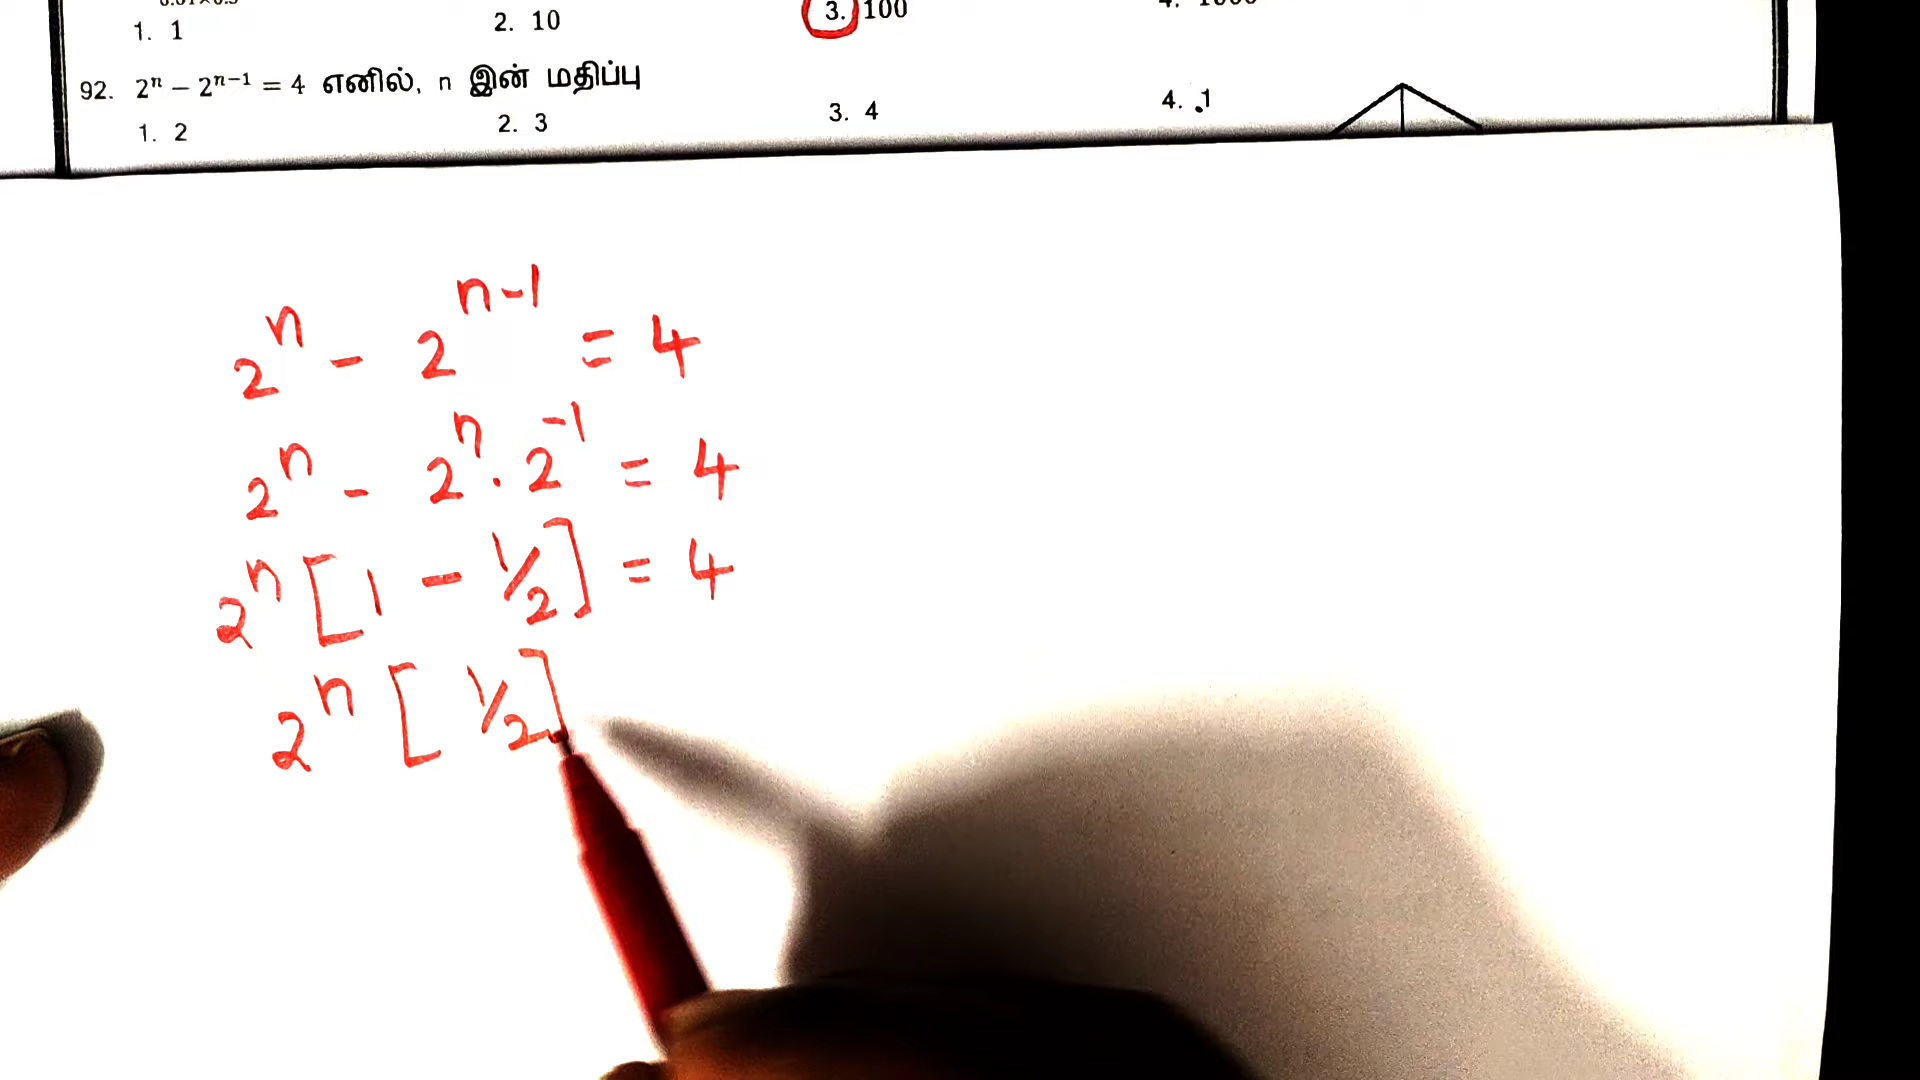 1. 1 2. 10 3. 100
92. 2ⁿ − 2ⁿ⁻¹ = 4 எனில், n இன் மதிப்பு
1. 2 2. 3 3. 4 4. 1
2ⁿ - 2ⁿ⁻¹ = 4
2ⁿ - 2ⁿ . 2⁻¹ = 4
2ⁿ [1 - 1/2] = 4
2ⁿ [ 1/2]